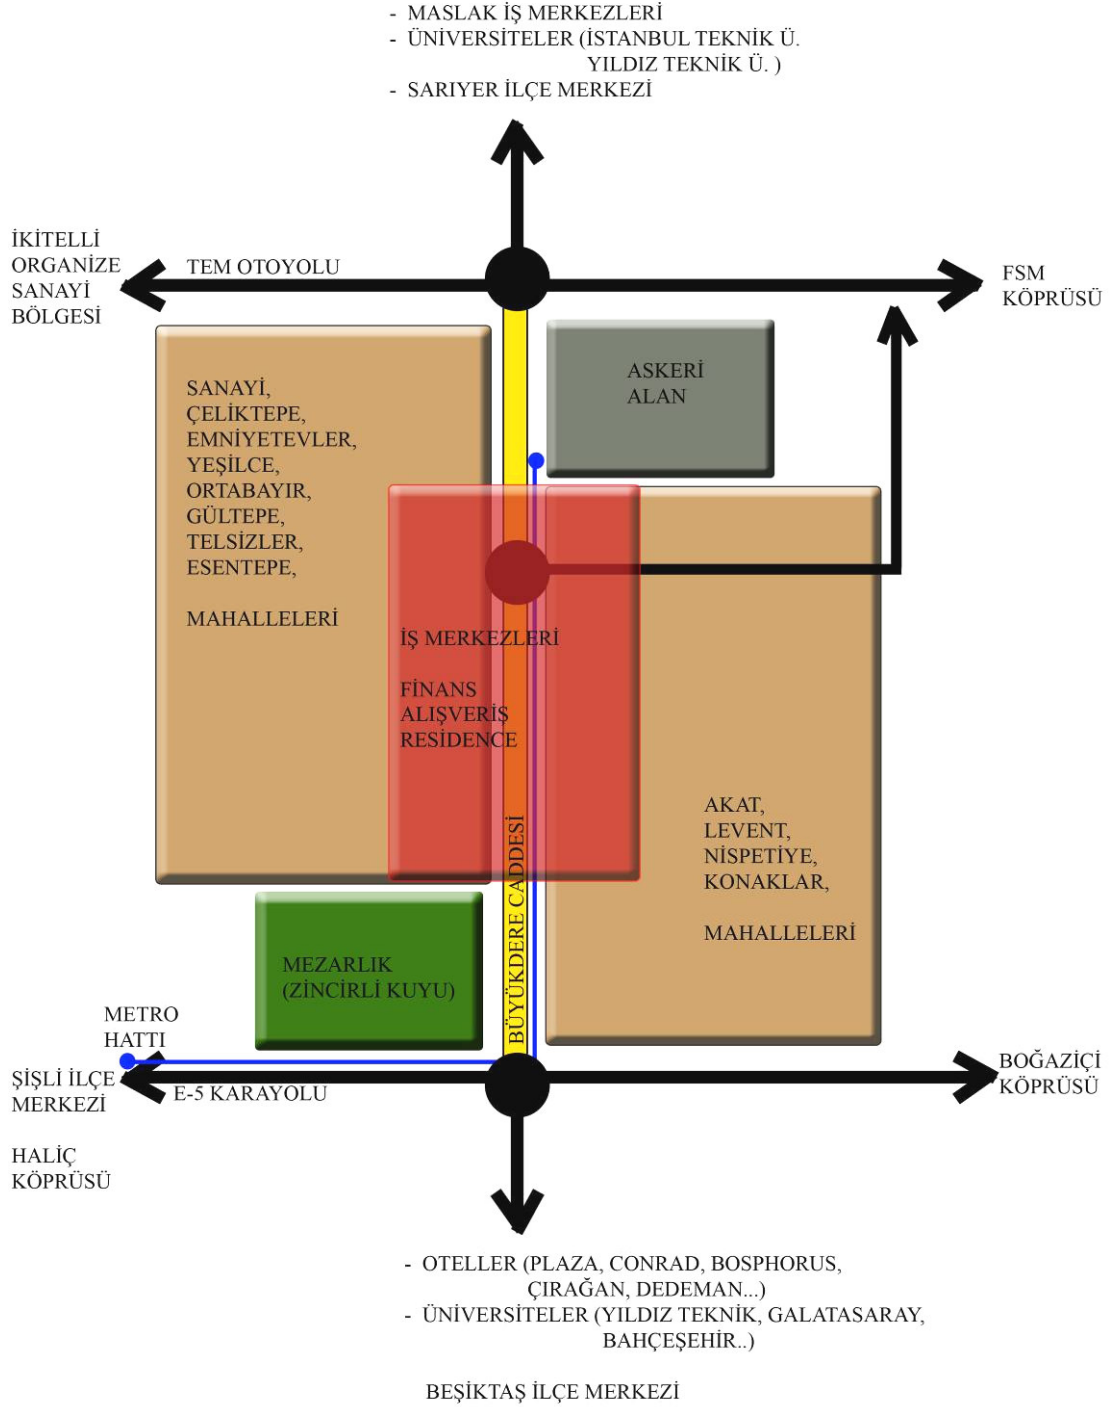 - MASLAK İŞ MERKEZLERİ
- ÜNİVERSİTELER (İSTANBUL TEKNİK Ü.
YILDIZ TEKNİK Ü. )
- SARIYER İLÇE MERKEZİ
İKİTELLİ
ORGANİZE
SANAYİ
BÖLGESİ
TEM OTOYOLU
FSM
KÖPRÜSÜ
SANAYİ,
ÇELİKTEPE,
EMNİYETEVLER,
YEŞİLCE,
ORTABAYIR,
GÜLTEPE,
TELSİZLER,
ESENTEPE,
MAHALLELERİ
ASKERİ
ALAN
İŞ MERKEZLERİ
FİNANS
ALIŞVERİŞ
RESİDENCE
BÜYÜKDERE CADDESİ
AKAT,
LEVENT,
NİSPETİYE,
KONAKLAR,
MAHALLELERİ
MEZARLIK
(ZİNCİRLİ KUYU)
METRO
HATTI
ŞİŞLİ İLÇE
MERKEZİ
E-5 KARAYOLU
BOĞAZİÇİ
KÖPRÜSÜ
HALİÇ
KÖPRÜSÜ
- OTELLER (PLAZA, CONRAD, BOSPHORUS,
ÇIRAĞAN, DEDEMAN...)
- ÜNİVERSİTELER (YILDIZ TEKNİK, GALATASARAY,
BAHÇEŞEHİR..)
BEŞİKTAŞ İLÇE MERKEZİ